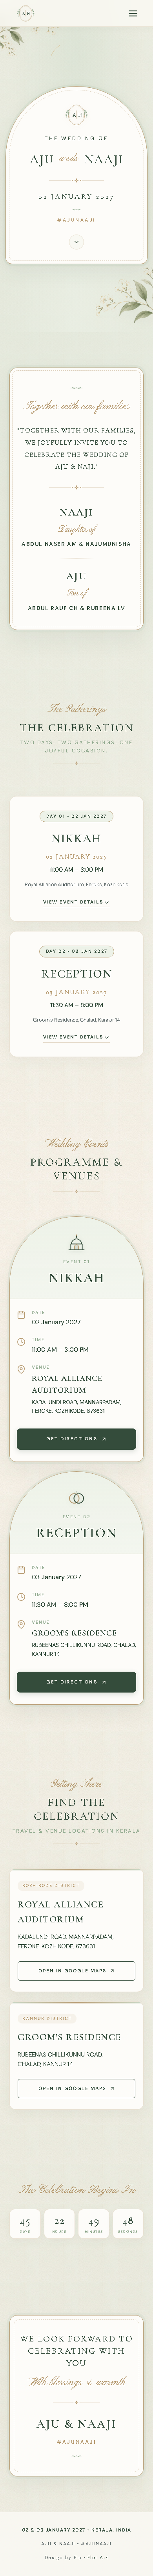 A N
A N
THE WEDDING OF
AJU weds NAAJI
02 JANUARY 2027
#AJUNAAJI
Together with our families
"TOGETHER WITH OUR FAMILIES,
WE JOYFULLY INVITE YOU TO
CELEBRATE THE WEDDING OF
AJU & NAJI."
NAAJI
Daughter of
ABDUL NASER AM & NAJUMUNISHA
AJU
Son of
ABDUL RAUF CH & RUBEENA LV
The Gatherings
THE CELEBRATION
TWO DAYS, TWO GATHERINGS, ONE
JOYFUL OCCASION.
DAY 01 • 02 JAN 2027
NIKKAH
02 JANUARY 2027
11:00 AM – 3:00 PM
Royal Alliance Auditorium, Feroke, Kozhikode
VIEW EVENT DETAILS
DAY 02 • 03 JAN 2027
RECEPTION
03 JANUARY 2027
11:30 AM – 8:00 PM
Groom's Residence, Chalad, Kannur 14
VIEW EVENT DETAILS
Wedding Events
PROGRAMME &
VENUES
EVENT 01
NIKKAH
DATE
02 January 2027
TIME
11:00 AM – 3:00 PM
VENUE
ROYAL ALLIANCE
AUDITORIUM
KADALUNDI ROAD, MANNARPADAM,
FEROKE, KOZHIKODE, 673631
GET DIRECTIONS
EVENT 02
RECEPTION
DATE
03 January 2027
TIME
11:30 AM – 8:00 PM
VENUE
GROOM'S RESIDENCE
RUBEENAS CHILLIKUNNU ROAD, CHALAD,
KANNUR 14
GET DIRECTIONS
Getting There
FIND THE
CELEBRATION
TRAVEL & VENUE LOCATIONS IN KERALA
KOZHIKODE DISTRICT
ROYAL ALLIANCE
AUDITORIUM
KADALUNDI ROAD, MANNARPADAM,
FEROKE, KOZHIKODE, 673631
OPEN IN GOOGLE MAPS
KANNUR DISTRICT
GROOM'S RESIDENCE
RUBEENAS CHILLIKUNNU ROAD,
CHALAD, KANNUR 14
OPEN IN GOOGLE MAPS
The Celebration Begins In
45 22 49 48
DAYS HOURS MINUTES SECONDS
WE LOOK FORWARD TO
CELEBRATING WITH
YOU
With blessings & warmth
AJU & NAAJI
#AJUNAAJI
02 & 03 JANUARY 2027 • KERALA, INDIA
AJU & NAAJI • #AJUNAAJI
Design by Fix • Flar Art